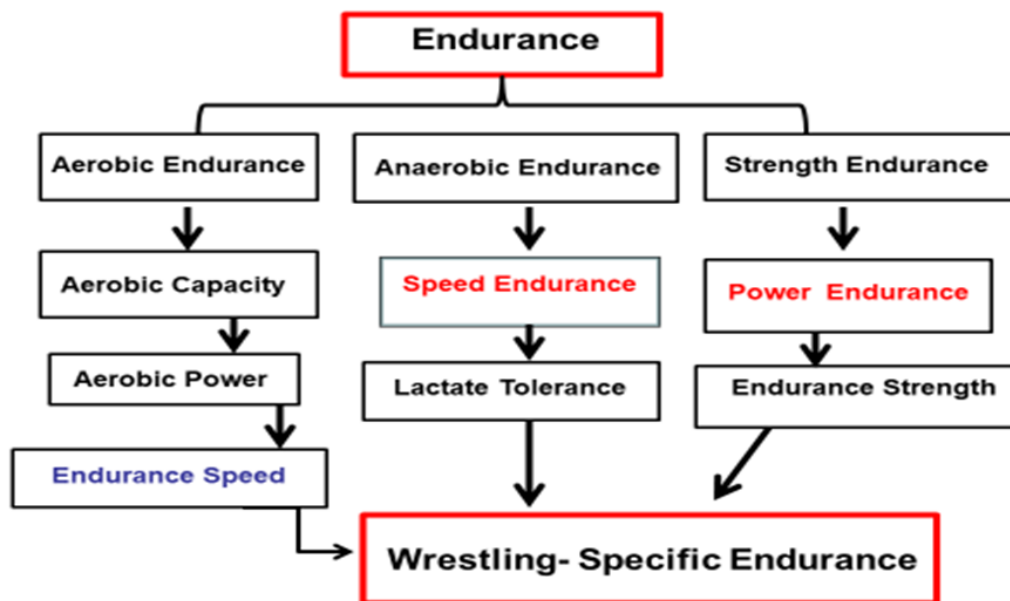 Endurance
Aerobic Endurance
Anaerobic Endurance
Strength Endurance
Aerobic Capacity
Speed Endurance
Power Endurance
Aerobic Power
Lactate Tolerance
Endurance Strength
Endurance Speed
Wrestling- Specific Endurance